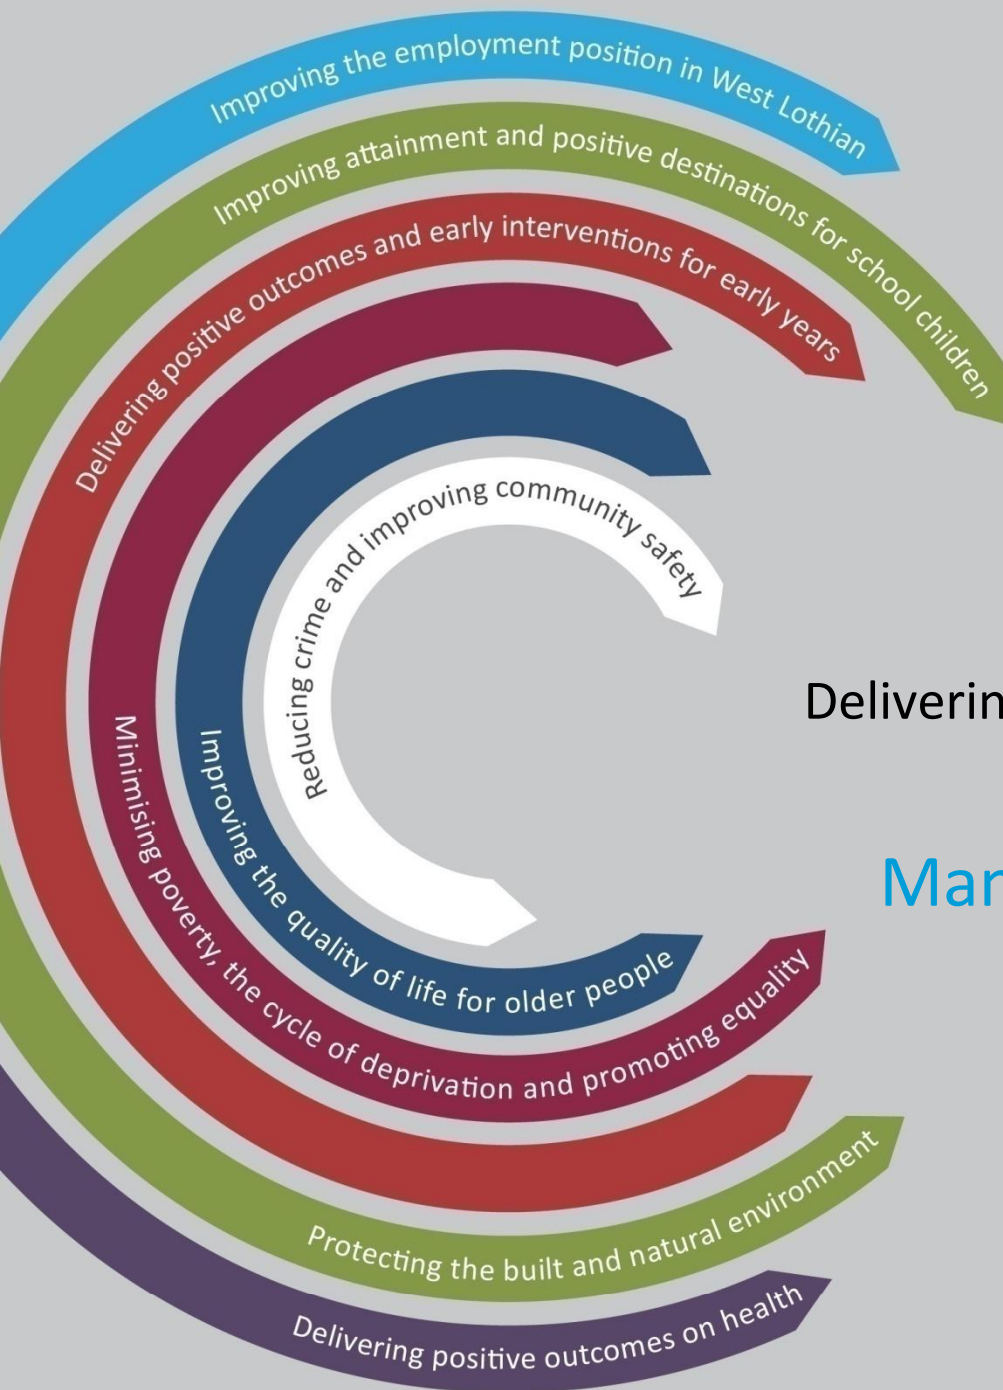 Improving the employment position in West Lothian
Improving attainment and positive destinations for school children
Delivering positive outcomes and early interventions for early years
Reducing crime and improving community safety
Improving the quality of life for older people
Minimising poverty, the cycle of deprivation and promoting equality
Protecting the built and natural environment
Delivering positive outcomes on health